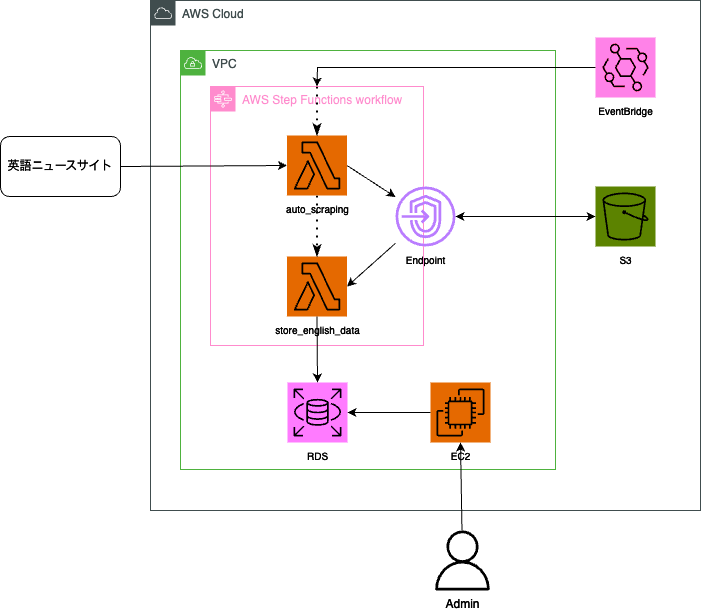 AWS Cloud
VPC
EventBridge
AWS Step Functions workflow
英語ニュースサイト
auto_scraping
Endpoint
S3
store_english_data
RDS
EC2
Admin